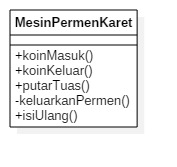 MesinPermenKaret
+koinMasuk()
+koinKeluar()
+putarTuas()
-keluarkanPermen()
+isiUlang()